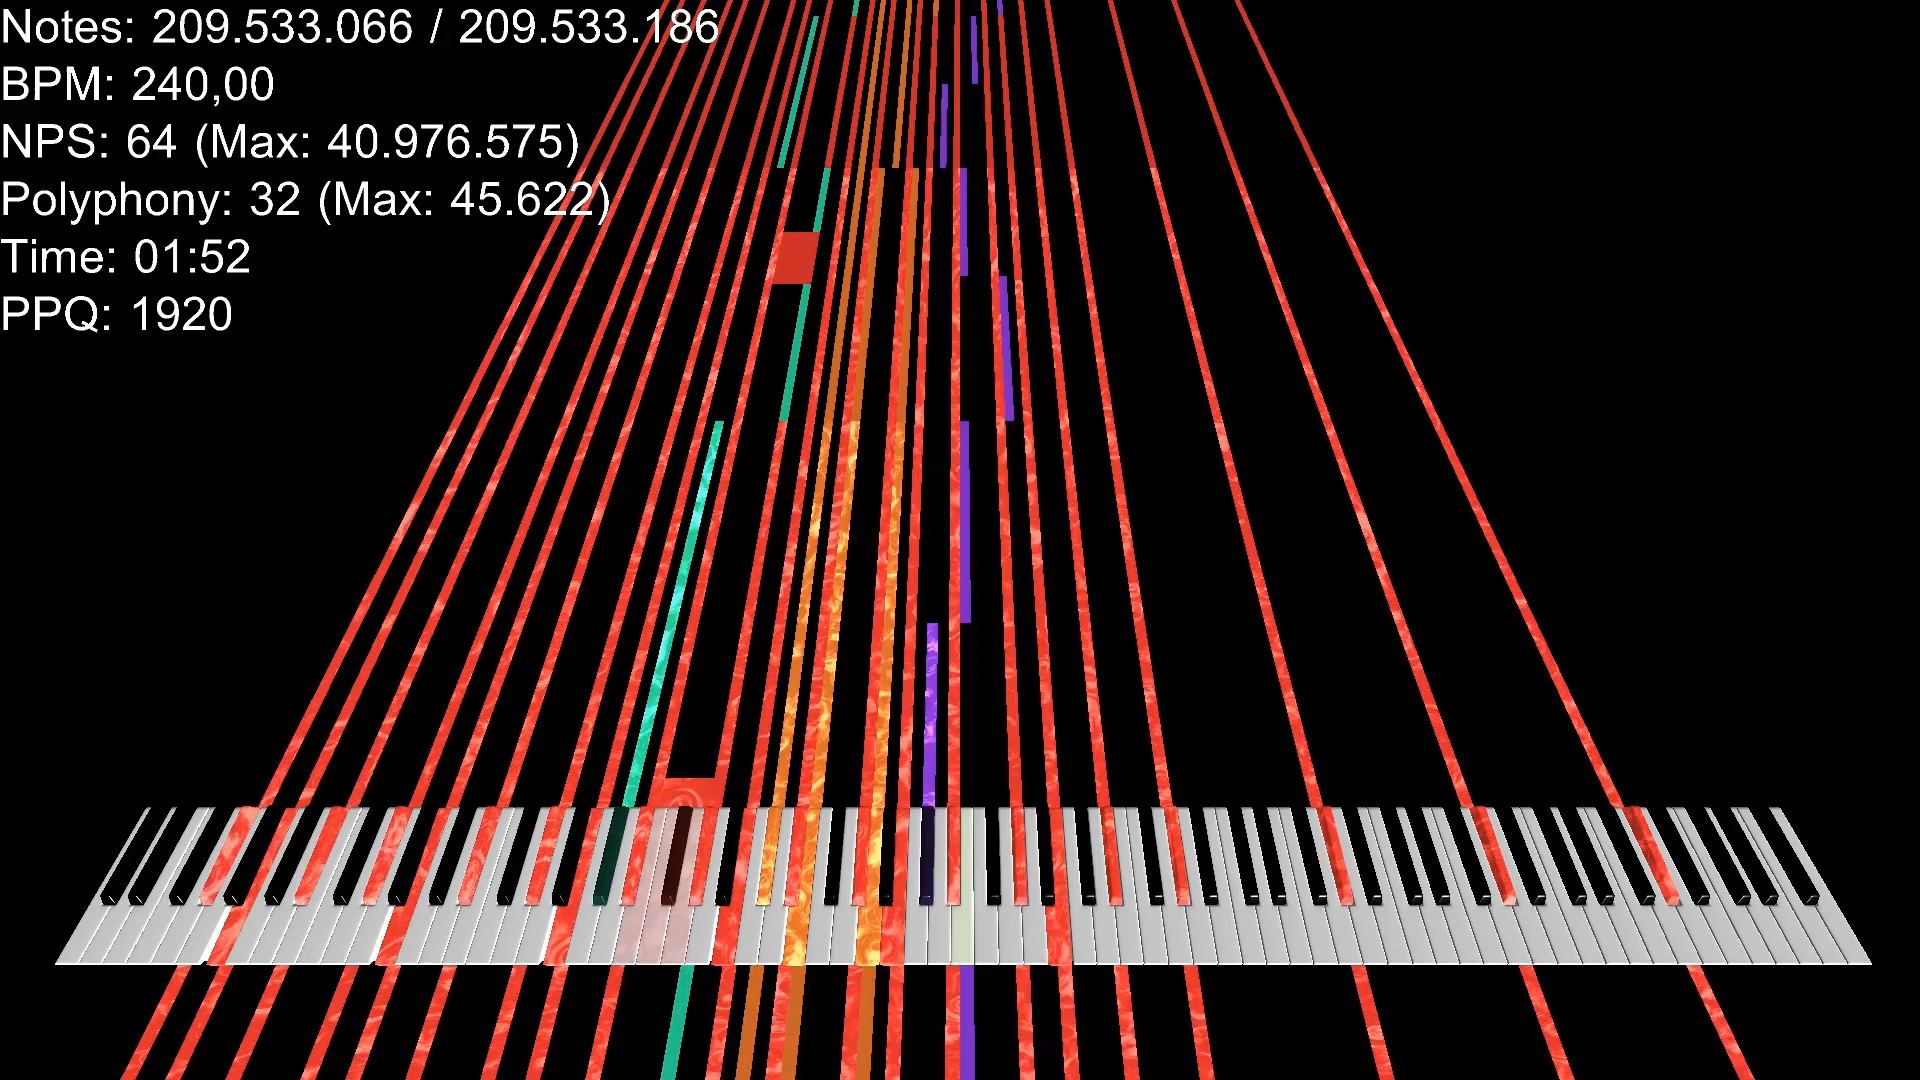 Notes: 209.533.066 / 209.533.186
BPM: 240,00
NPS: 64 (Max: 40.976.575)
Polyphony: 32 (Max: 45.622)
Time: 01:52
PPQ: 1920